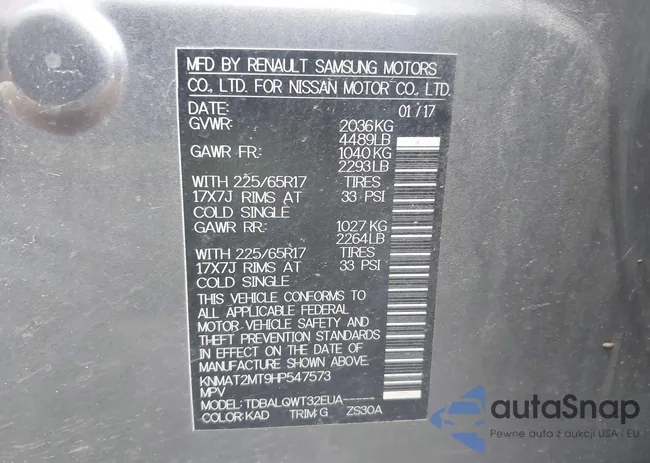 MFD BY RENAULT SAMSUNG MOTORS
CO., LTD. FOR NISSAN MOTOR CO., LTD.
DATE: 01/17
GVWR: 2036KG
4489LB
GAWR FR: 1040KG
2293LB
WITH 225/65R17 TIRES
17X7J RIMS AT 33 PSI
COLD SINGLE
GAWR RR: 1027KG
2264LB
WITH 225/65R17 TIRES
17X7J RIMS AT 33 PSI
COLD SINGLE
THIS VEHICLE CONFORMS TO
ALL APPLICABLE FEDERAL
MOTOR-VEHICLE SAFETY AND
THEFT PREVENTION STANDARDS
IN EFFECT ON THE DATE OF
MANUFACTURE SHOWN ABOVE.
KNMAT2MT9HP547573
MPV
MODEL: TDBALQWT32EUA-----
COLOR:KAD TRIM:G ZS30A
autoSnap
Pewne auta z aukcji USA - EU